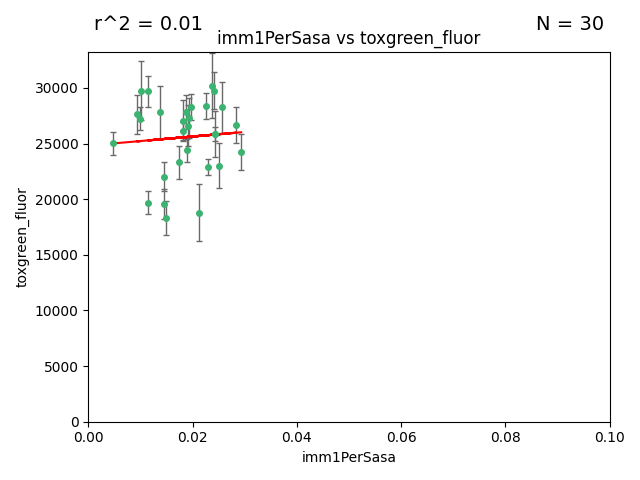 r^2 = 0.01
N = 30
imm1PerSasa vs toxgreen_fluor
toxgreen_fluor
30000
25000
20000
15000
10000
5000
0
0.00
0.02
0.04
0.06
0.08
0.10
imm1PerSasa